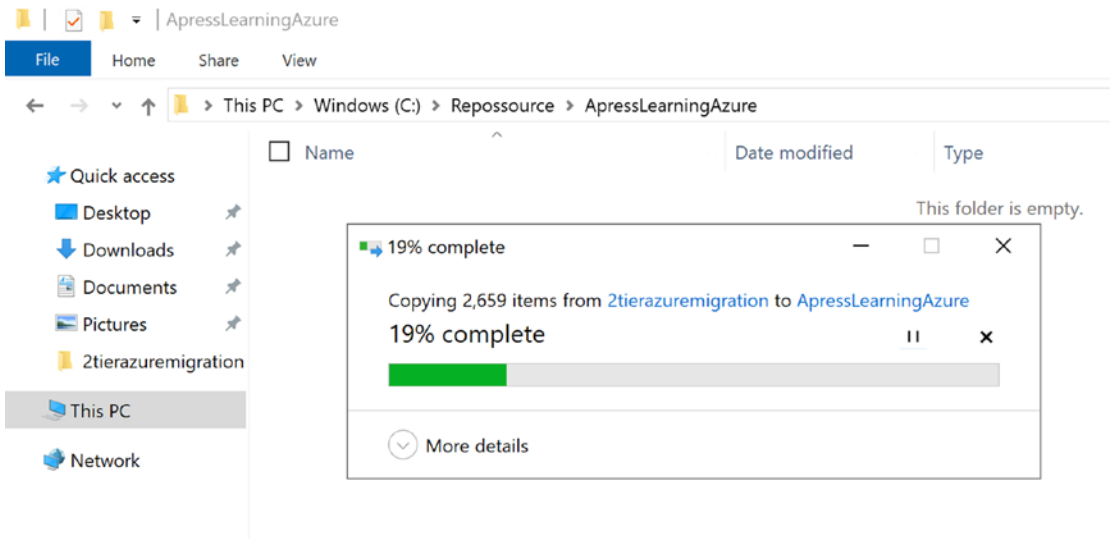 ApressLearningAzure
File Home Share View
This PC > Windows (C:) > Repossource > ApressLearningAzure
Name Date modified Type
Quick access
This folder is empty.
Desktop
Downloads
Documents
Pictures
2tierazuremigration
This PC
Network
19% complete
Copying 2,659 items from 2tierazuremigration to ApressLearningAzure
19% complete
More details